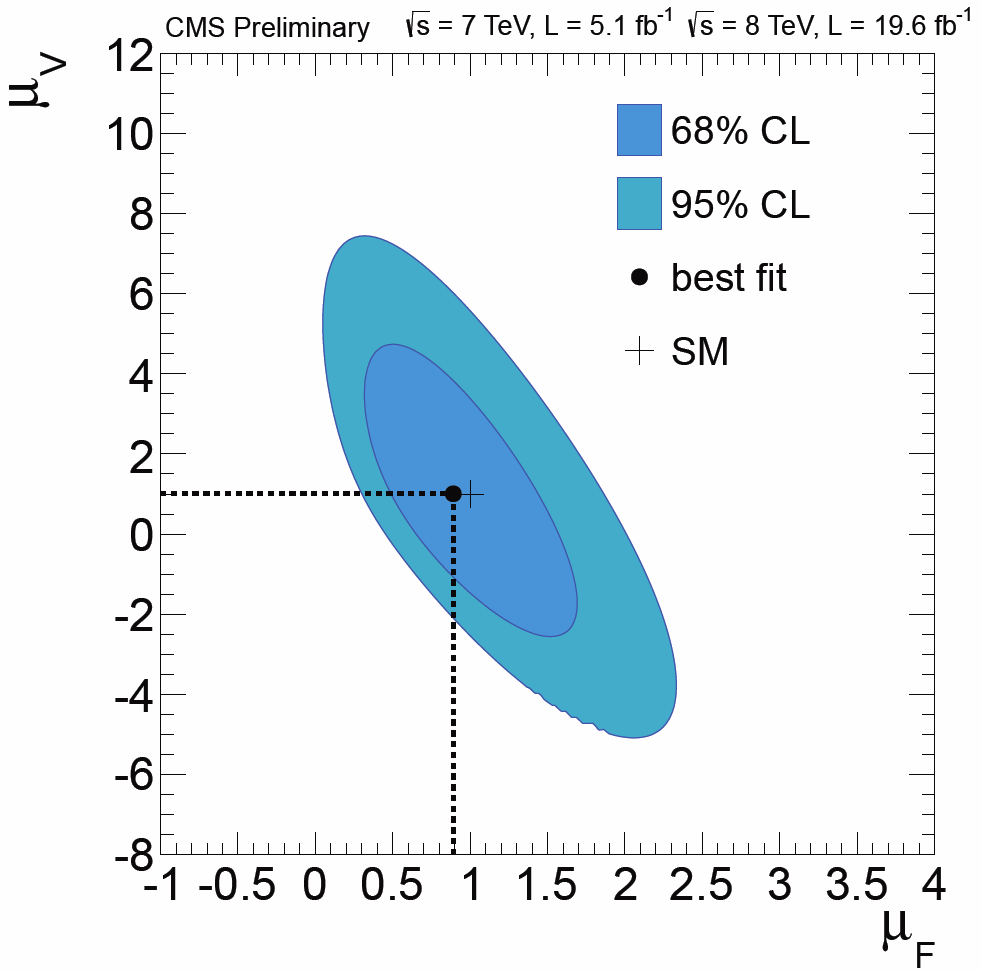 CMS Preliminary √s = 7 TeV, L = 5.1 fb⁻¹ √s = 8 TeV, L = 19.6 fb⁻¹
μV
12
10
8
6
4
2
0
-2
-4
-6
-8
68% CL
95% CL
best fit
SM
-1 -0.5 0 0.5 1 1.5 2 2.5 3 3.5 4
μF